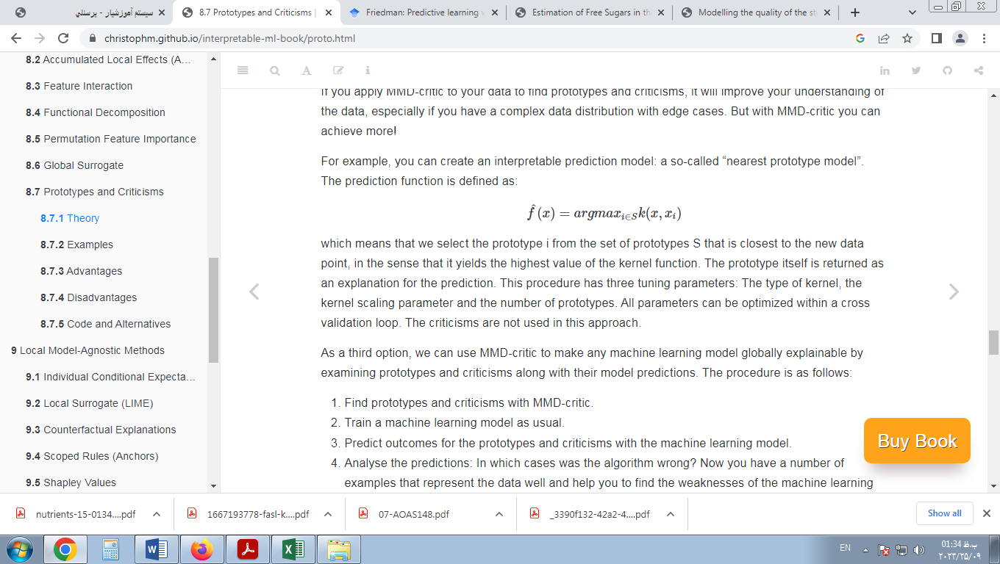 سیستم آموزشیار - پرسنلي
8.7 Prototypes and Criticisms |
Friedman: Predictive learning v
Estimation of Free Sugars in th
Modelling the quality of the st
christophm.github.io/interpretable-ml-book/proto.html
8.2 Accumulated Local Effects (A…
8.3 Feature Interaction
8.4 Functional Decomposition
8.5 Permutation Feature Importance
8.6 Global Surrogate
8.7 Prototypes and Criticisms
8.7.1 Theory
8.7.2 Examples
8.7.3 Advantages
8.7.4 Disadvantages
8.7.5 Code and Alternatives
9 Local Model-Agnostic Methods
9.1 Individual Conditional Expecta…
9.2 Local Surrogate (LIME)
9.3 Counterfactual Explanations
9.4 Scoped Rules (Anchors)
9.5 Shapley Values
If you apply MMD-critic to your data to find prototypes and criticisms, it will improve your understanding of
the data, especially if you have a complex data distribution with edge cases. But with MMD-critic you can
achieve more!
For example, you can create an interpretable prediction model: a so-called “nearest prototype model”.
The prediction function is defined as:
f̂(x) = argmaxᵢ∈Sk(x, xᵢ)
which means that we select the prototype i from the set of prototypes S that is closest to the new data
point, in the sense that it yields the highest value of the kernel function. The prototype itself is returned as
an explanation for the prediction. This procedure has three tuning parameters: The type of kernel, the
kernel scaling parameter and the number of prototypes. All parameters can be optimized within a cross
validation loop. The criticisms are not used in this approach.
As a third option, we can use MMD-critic to make any machine learning model globally explainable by
examining prototypes and criticisms along with their model predictions. The procedure is as follows:
1. Find prototypes and criticisms with MMD-critic.
2. Train a machine learning model as usual.
3. Predict outcomes for the prototypes and criticisms with the machine learning model.
4. Analyse the predictions: In which cases was the algorithm wrong? Now you have a number of
examples that represent the data well and help you to find the weaknesses of the machine learning
Buy Book
nutrients-15-0134....pdf
1667193778-fasl-k....pdf
07-AOAS148.pdf
_3390f132-42a2-4....pdf
Show all
EN
01:34 ب.ظ
۲۰۲۳/۲۵/۰۹